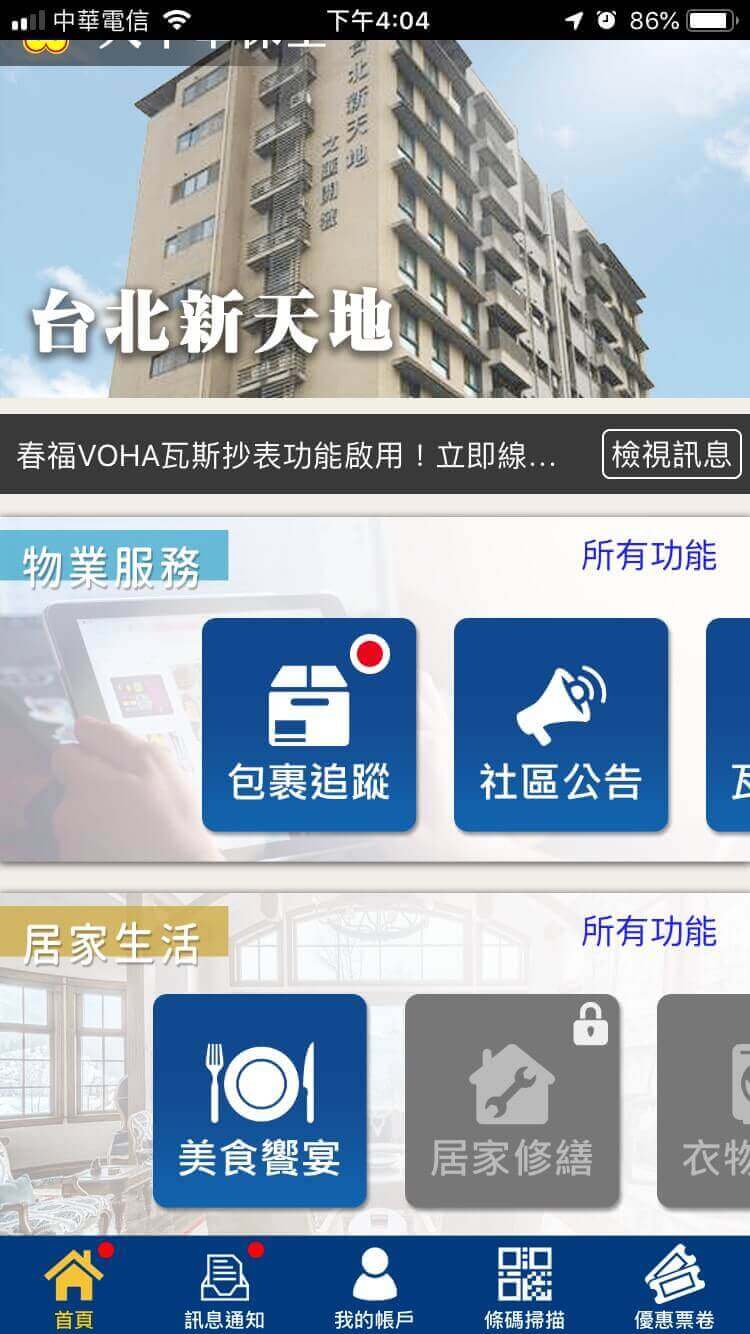 中華電信
下午4:04
86%
台北新天地
文匯開發
台北新天地
春福VOHA瓦斯抄表功能啟用！立即線...
檢視訊息
物業服務
所有功能
包裹追蹤
社區公告
居家生活
所有功能
美食饗宴
居家修繕
衣物
首頁
訊息通知
我的帳戶
條碼掃描
優惠票卷